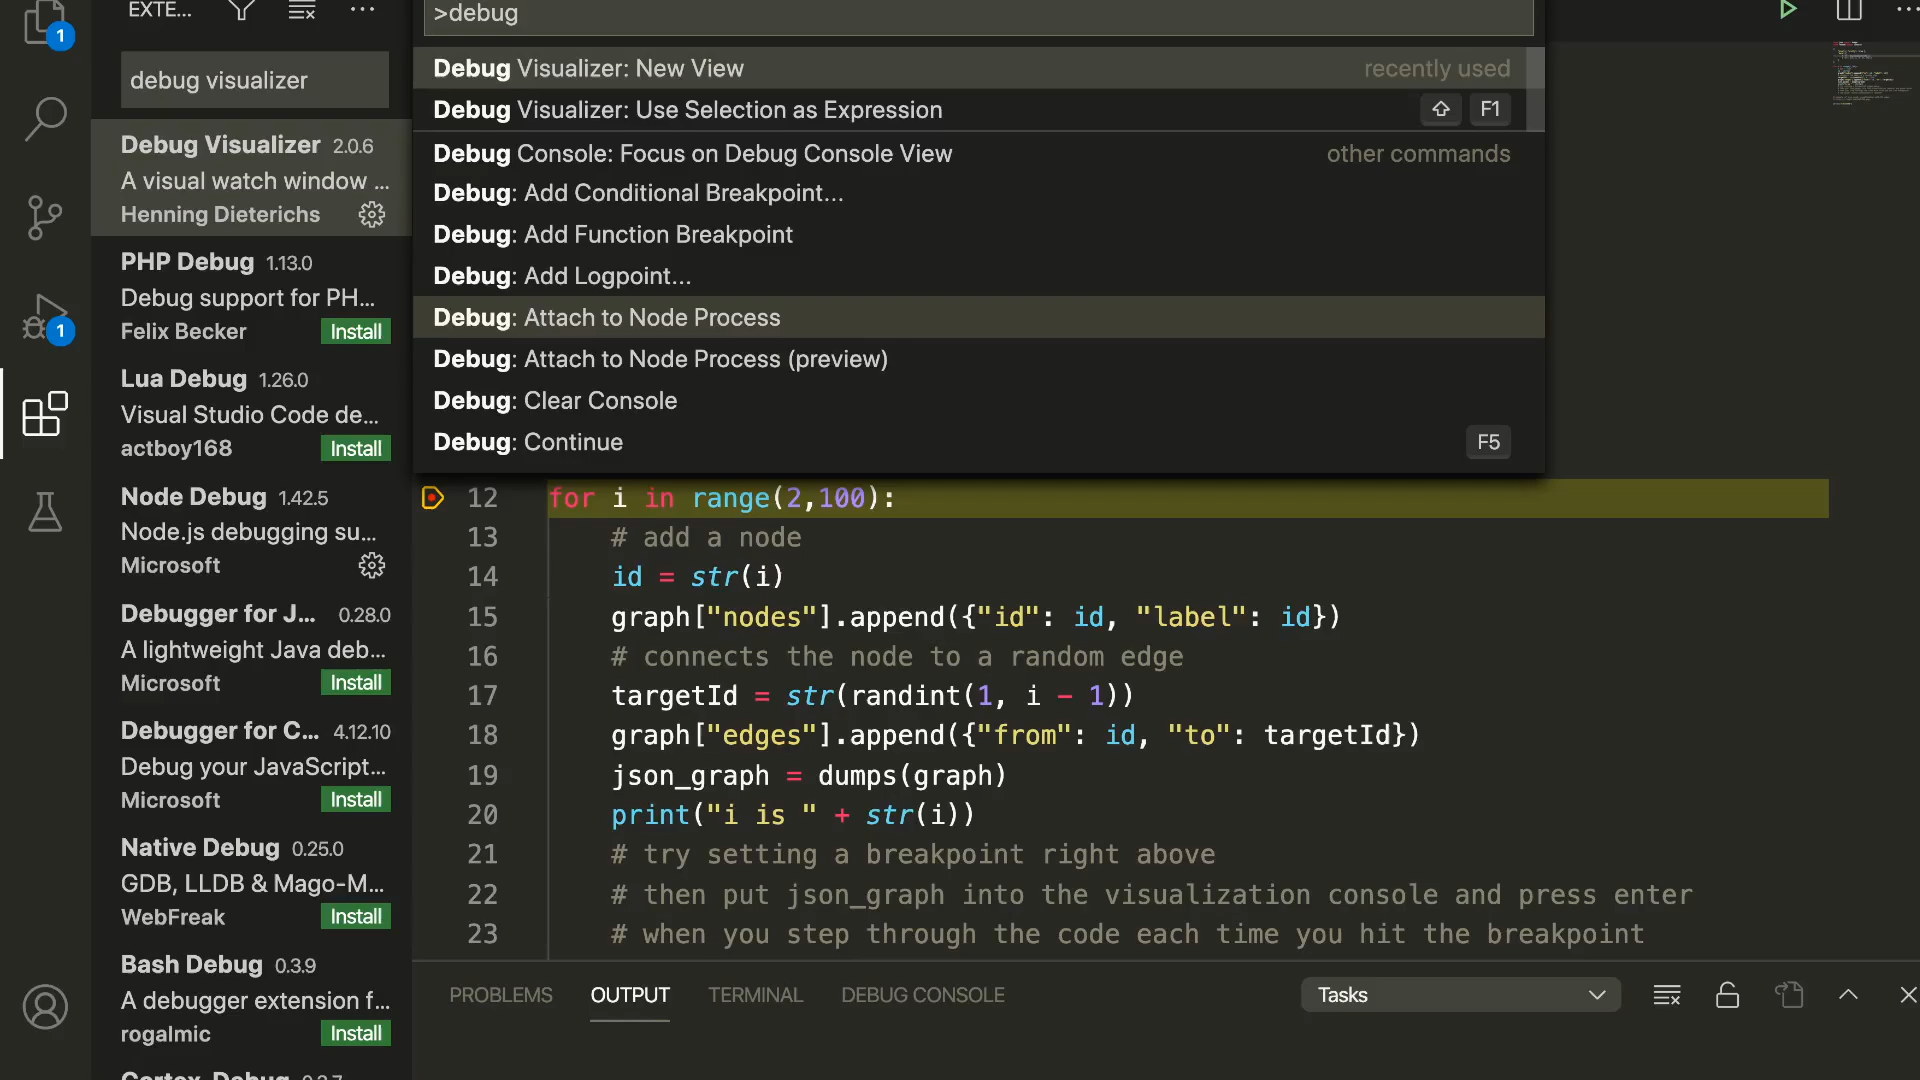 EXTE...
1
debug visualizer
Debug Visualizer 2.0.6
A visual watch window ...
Henning Dieterichs
PHP Debug 1.13.0
Debug support for PH...
Felix Becker Install
Lua Debug 1.26.0
Visual Studio Code de...
actboy168 Install
Node Debug 1.42.5
Node.js debugging su...
Microsoft
Debugger for J... 0.28.0
A lightweight Java deb...
Microsoft Install
Debugger for C... 4.12.10
Debug your JavaScript...
Microsoft Install
Native Debug 0.25.0
GDB, LLDB & Mago-M...
WebFreak Install
Bash Debug 0.3.9
A debugger extension f...
rogalmic Install
1
>debug
Debug Visualizer: New View recently used
Debug Visualizer: Use Selection as Expression F1
Debug Console: Focus on Debug Console View other commands
Debug: Add Conditional Breakpoint...
Debug: Add Function Breakpoint
Debug: Add Logpoint...
Debug: Attach to Node Process
Debug: Attach to Node Process (preview)
Debug: Clear Console
Debug: Continue F5
12 for i in range(2,100):
13 # add a node
14 id = str(i)
15 graph["nodes"].append({"id": id, "label": id})
16 # connects the node to a random edge
17 targetId = str(randint(1, i - 1))
18 graph["edges"].append({"from": id, "to": targetId})
19 json_graph = dumps(graph)
20 print("i is " + str(i))
21 # try setting a breakpoint right above
22 # then put json_graph into the visualization console and press enter
23 # when you step through the code each time you hit the breakpoint
PROBLEMS OUTPUT TERMINAL DEBUG CONSOLE Tasks